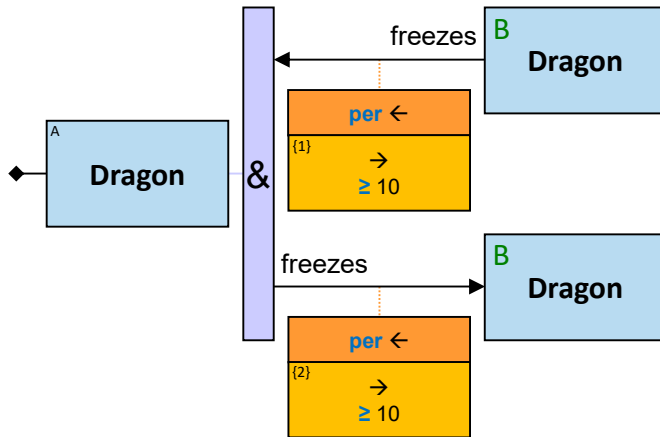 freezes
B
Dragon
per ←
{1}
→
≥ 10
A
Dragon
&
freezes
B
Dragon
per ←
{2}
→
≥ 10